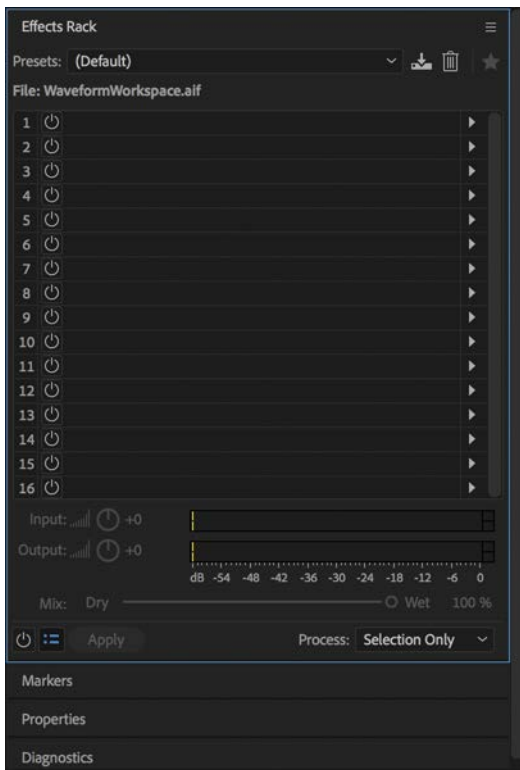 Effects Rack
Presets: (Default)
File: WaveformWorkspace.aif
1
2
3
4
5
6
7
8
9
10
11
12
13
14
15
16
Input: +0
Output: +0
dB -54 -48 -42 -36 -30 -24 -18 -12 -6 0
Mix: Dry Wet 100 %
Apply Process: Selection Only
Markers
Properties
Diagnostics